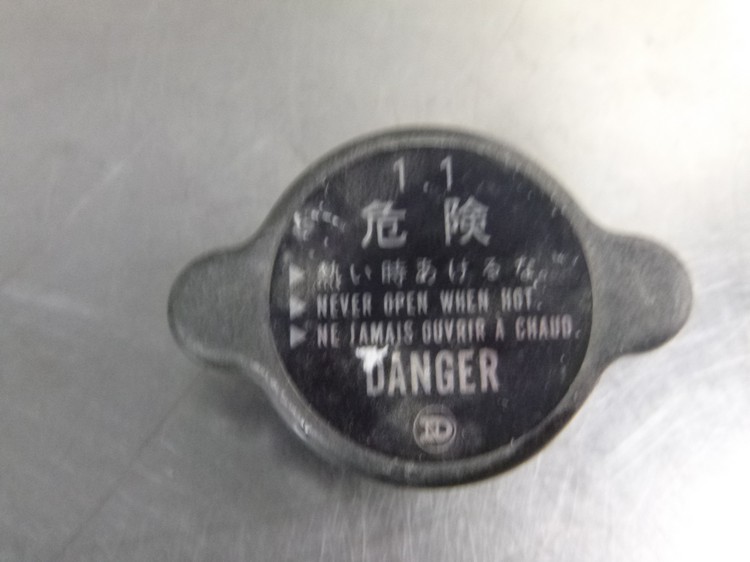 1.1
危険
▶ 熱い時あけるな.
▶ NEVER OPEN WHEN HOT.
▶ NE JAMAIS OUVRIR À CHAUD.
DANGER